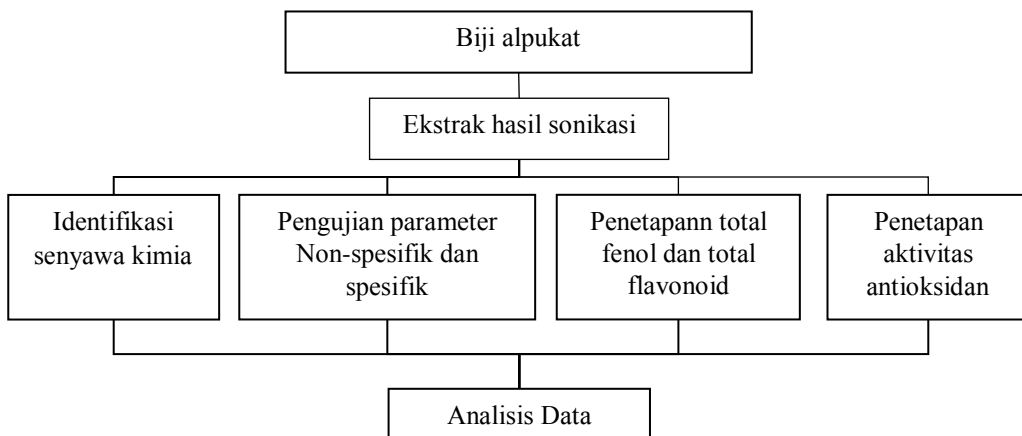 Biji alpukat
Ekstrak hasil sonikasi
Identifikasi
senyawa kimia
Pengujian parameter
Non-spesifik dan
spesifik
Penetapann total
fenol dan total
flavonoid
Penetapan
aktivitas
antioksidan
Analisis Data